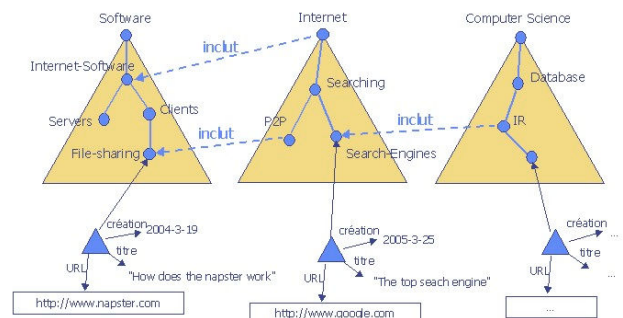 Software
Internet
Computer Science
inclut
Internet-Software
Searching
Database
Servers
Clients
inclut
P2P
inclut
IR
File-sharing
Search-Engines
création
2004-3-19
titre
URL
"How does the napster work"
http://www.napster.com
création
2005-3-25
titre
URL
"The top seach engine"
http://www.google.com
création
...
titre
...
URL
...